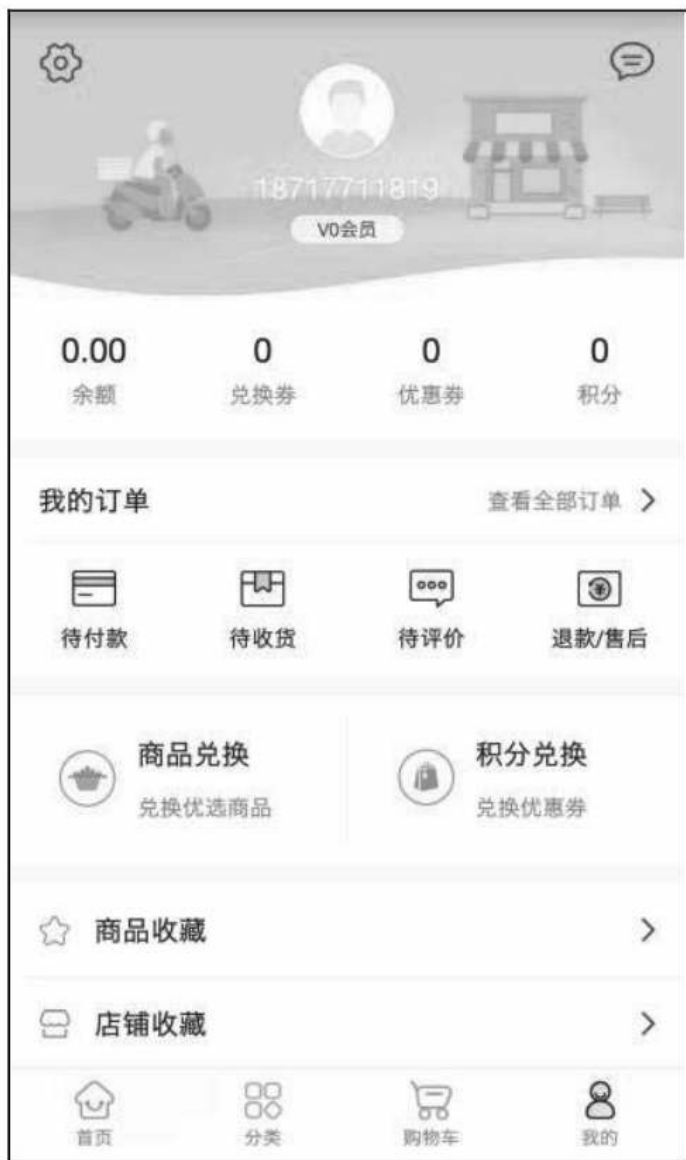 18717711819
V0会员
0.00 0 0 0
余额 兑换券 优惠券 积分
我的订单 查看全部订单
待付款 待收货 待评价 退款/售后
商品兑换 积分兑换
兑换优选商品 兑换优惠券
商品收藏
店铺收藏
首页 分类 购物车 我的